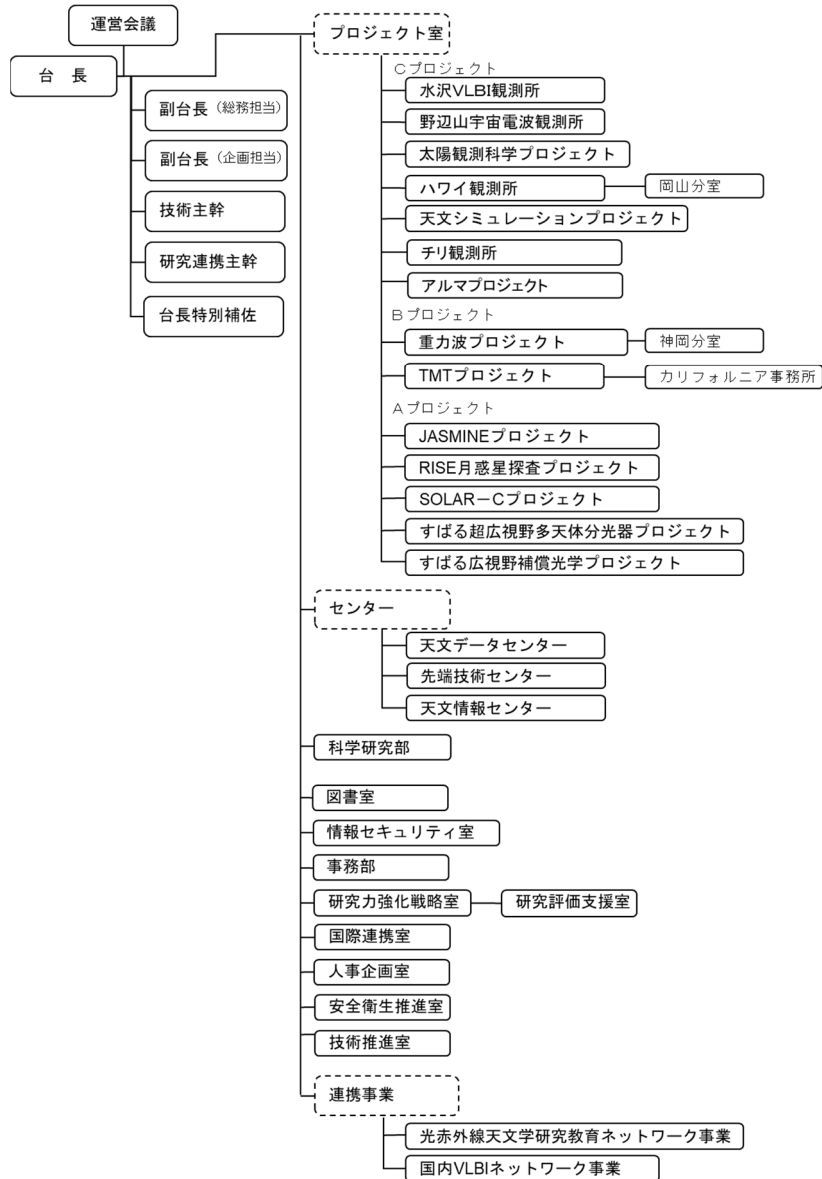 運営会議
台　長
副台長（総務担当）
副台長（企画担当）
技術主幹
研究連携主幹
台長特別補佐
プロジェクト室
Ｃプロジェクト
水沢VLBI観測所
野辺山宇宙電波観測所
太陽観測科学プロジェクト
ハワイ観測所
岡山分室
天文シミュレーションプロジェクト
チリ観測所
アルマプロジェクト
Ｂプロジェクト
重力波プロジェクト
神岡分室
TMTプロジェクト
カリフォルニア事務所
Ａプロジェクト
JASMINEプロジェクト
RISE月惑星探査プロジェクト
SOLAR－Cプロジェクト
すばる超広視野多天体分光器プロジェクト
すばる広視野補償光学プロジェクト
センター
天文データセンター
先端技術センター
天文情報センター
科学研究部
図書室
情報セキュリティ室
事務部
研究力強化戦略室
研究評価支援室
国際連携室
人事企画室
安全衛生推進室
技術推進室
連携事業
光赤外線天文学研究教育ネットワーク事業
国内VLBIネットワーク事業